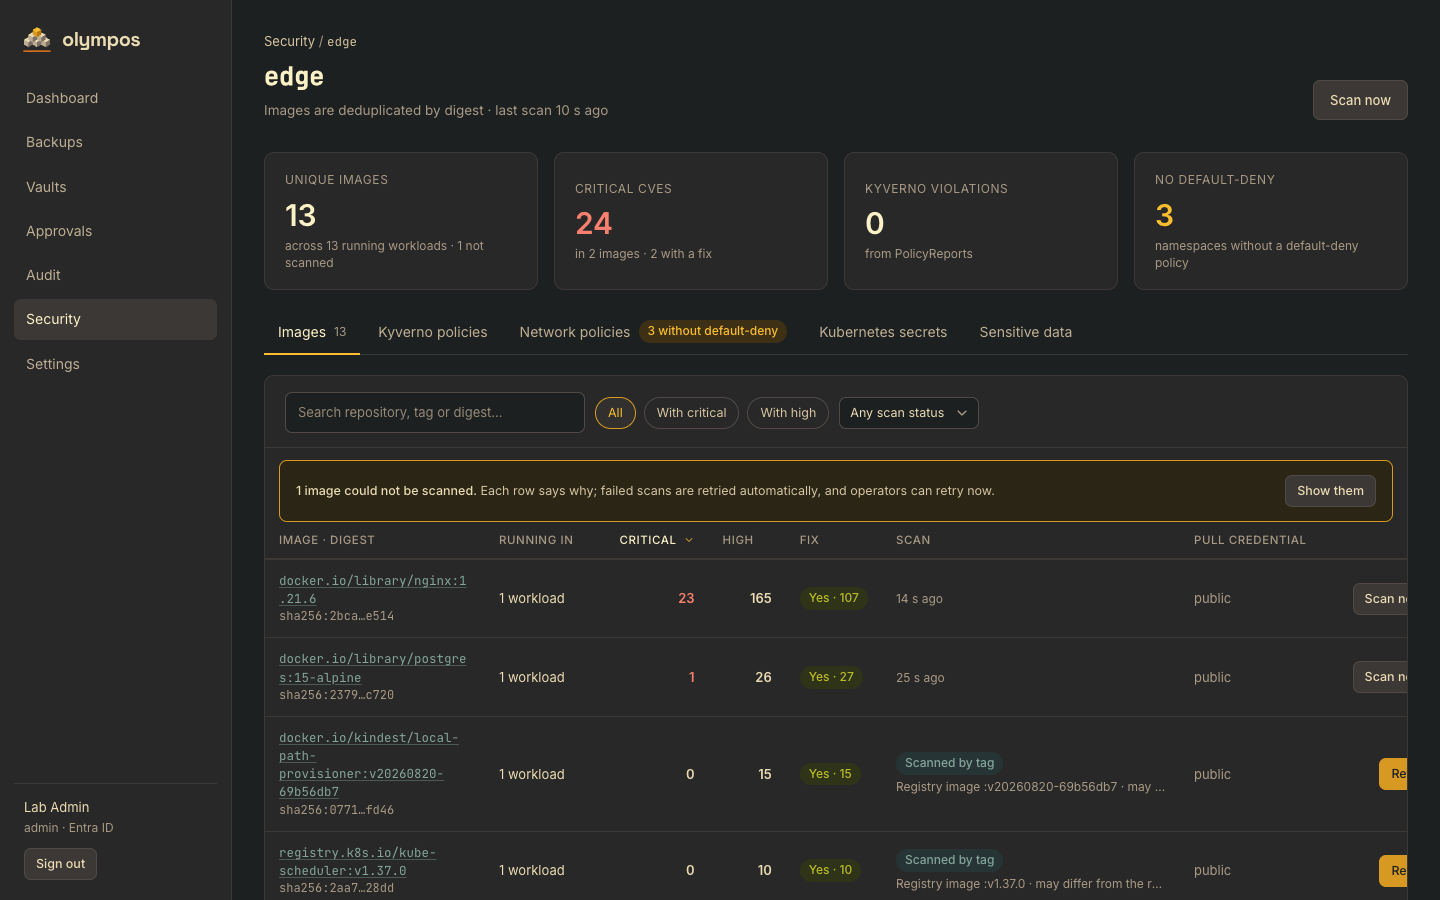 olympos
Dashboard
Backups
Vaults
Approvals
Audit
Security
Settings
Lab Admin
admin · Entra ID
Sign out
Security / edge
edge
Images are deduplicated by digest · last scan 10 s ago
Scan now
UNIQUE IMAGES
13
across 13 running workloads · 1 not
scanned
CRITICAL CVES
24
in 2 images · 2 with a fix
KYVERNO VIOLATIONS
0
from PolicyReports
NO DEFAULT-DENY
3
namespaces without a default-deny
policy
Images 13 Kyverno policies Network policies 3 without default-deny Kubernetes secrets Sensitive data
Search repository, tag or digest... All With critical With high Any scan status
1 image could not be scanned. Each row says why; failed scans are retried automatically, and operators can retry now. Show them
IMAGE · DIGEST RUNNING IN CRITICAL HIGH FIX SCAN PULL CREDENTIAL
docker.io/library/nginx:1
.21.6
sha256:2bca…e514
1 workload 23 165 Yes · 107 14 s ago public Scan n
docker.io/library/postgre
s:15-alpine
sha256:2379…c720
1 workload 1 26 Yes · 27 25 s ago public Scan n
docker.io/kindest/local-
path-
provisioner:v20260820-
69b56db7
sha256:0771…fd46
1 workload 0 15 Yes · 15 Scanned by tag
Registry image :v20260820-69b56db7 · may ...
public Re
registry.k8s.io/kube-
scheduler:v1.37.0
sha256:2aa7…28dd
1 workload 0 10 Yes · 10 Scanned by tag
Registry image :v1.37.0 · may differ from the r...
public Re